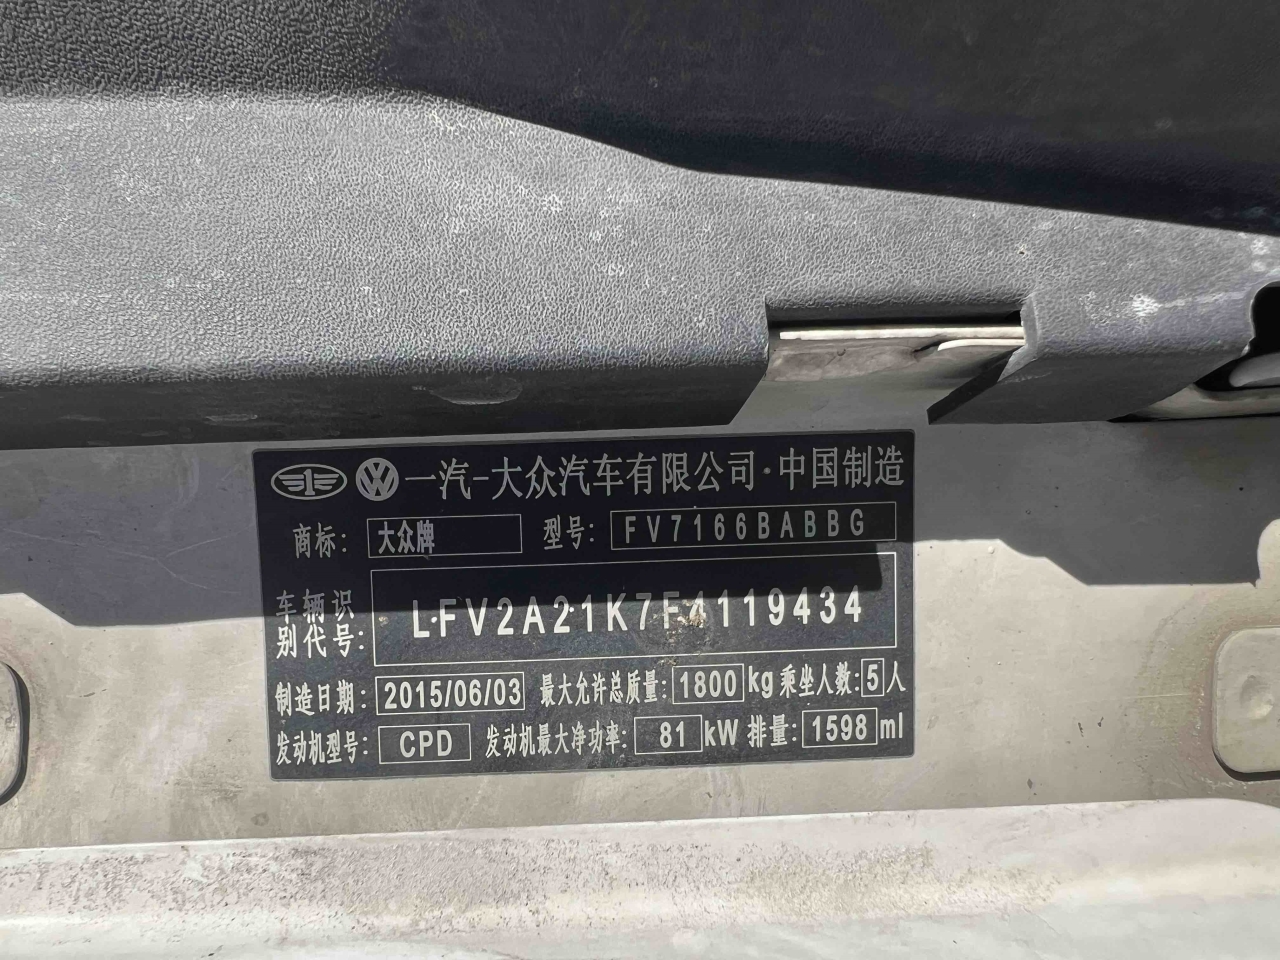 一汽-大众汽车有限公司·中国制造
商标: 大众牌 型号: FV7166BABBG
车辆识别代号: LFV2A21K7F4119434
制造日期: 2015/06/03 最大允许总质量: 1800 kg 乘坐人数: 5 人
发动机型号: CPD 发动机最大净功率: 81 kW 排量: 1598 ml